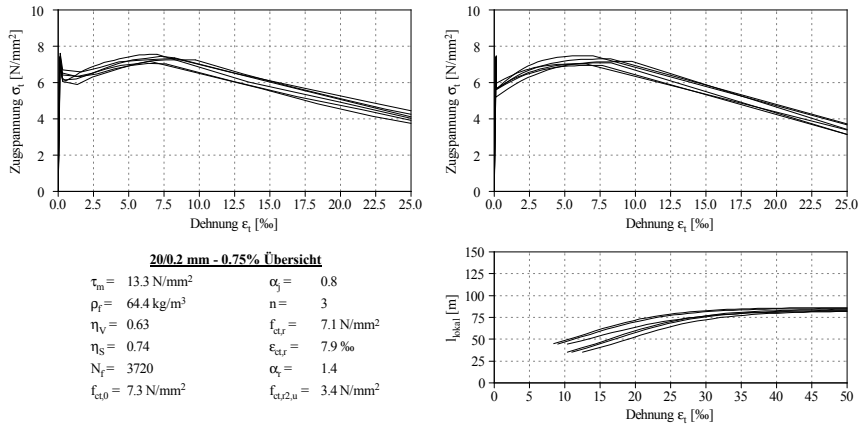 Zugspannung σt [N/mm²]
10
8
6
4
2
0
0.0 2.5 5.0 7.5 10.0 12.5 15.0 17.5 20.0 22.5 25.0
Dehnung εt [‰]
Zugspannung σt [N/mm²]
10
8
6
4
2
0
0.0 2.5 5.0 7.5 10.0 12.5 15.0 17.5 20.0 22.5 25.0
Dehnung εt [‰]
20/0.2 mm - 0.75% Übersicht
τm = 13.3 N/mm² αj = 0.8
ρf = 64.4 kg/m³ n = 3
ηV = 0.63 fct,r = 7.1 N/mm²
ηS = 0.74 εct,r = 7.9 ‰
Nf = 3720 αr = 1.4
fct,0 = 7.3 N/mm² fct,r2,u = 3.4 N/mm²
llokal [m]
150
125
100
75
50
25
0
0 5 10 15 20 25 30 35 40 45 50
Dehnung εt [‰]